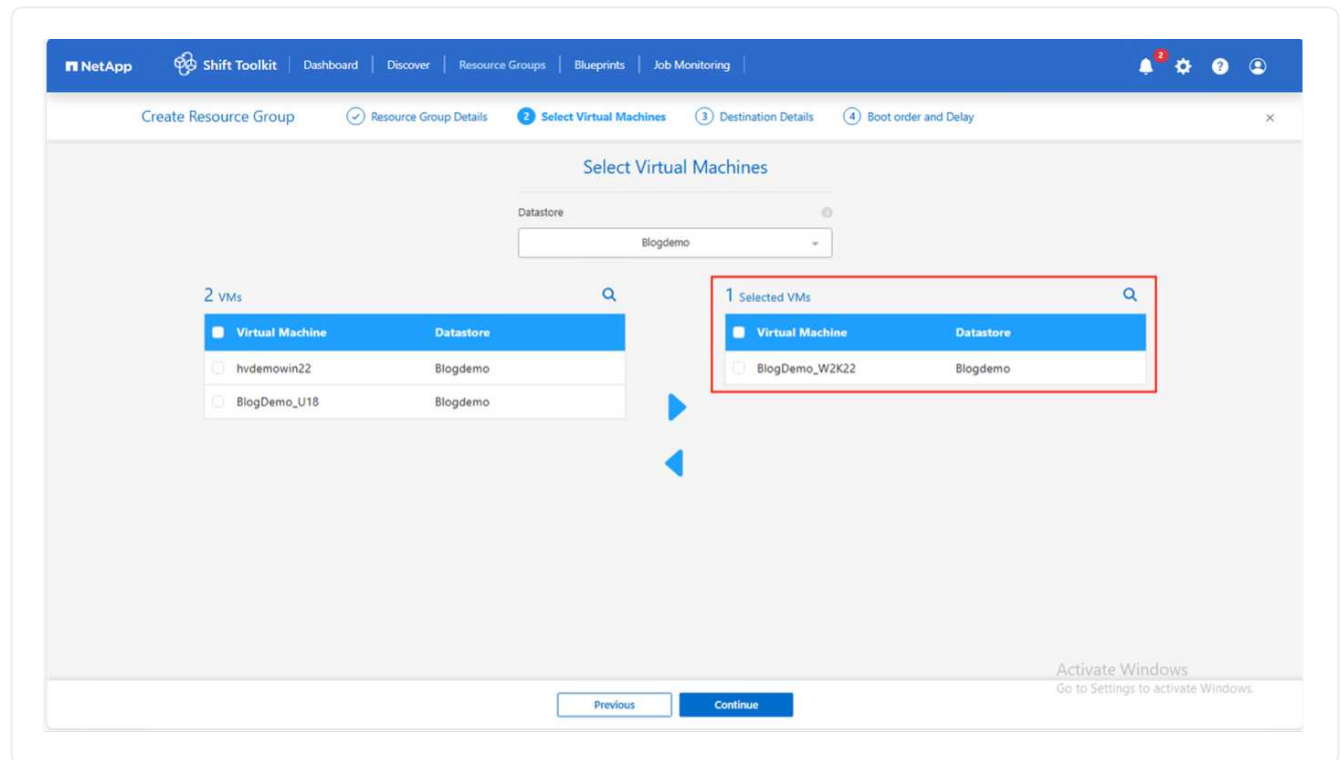 NetApp Shift Toolkit Dashboard Discover Resource Groups Blueprints Job Monitoring 2 ?
Create Resource Group Resource Group Details 2 Select Virtual Machines 3 Destination Details 4 Boot order and Delay ×
Select Virtual Machines
Datastore
Blogdemo
2 VMs
Virtual Machine Datastore
hvdemowin22 Blogdemo
BlogDemo_U18 Blogdemo
1 Selected VMs
Virtual Machine Datastore
BlogDemo_W2K22 Blogdemo
Activate Windows
Go to Settings to activate Windows.
Previous Continue